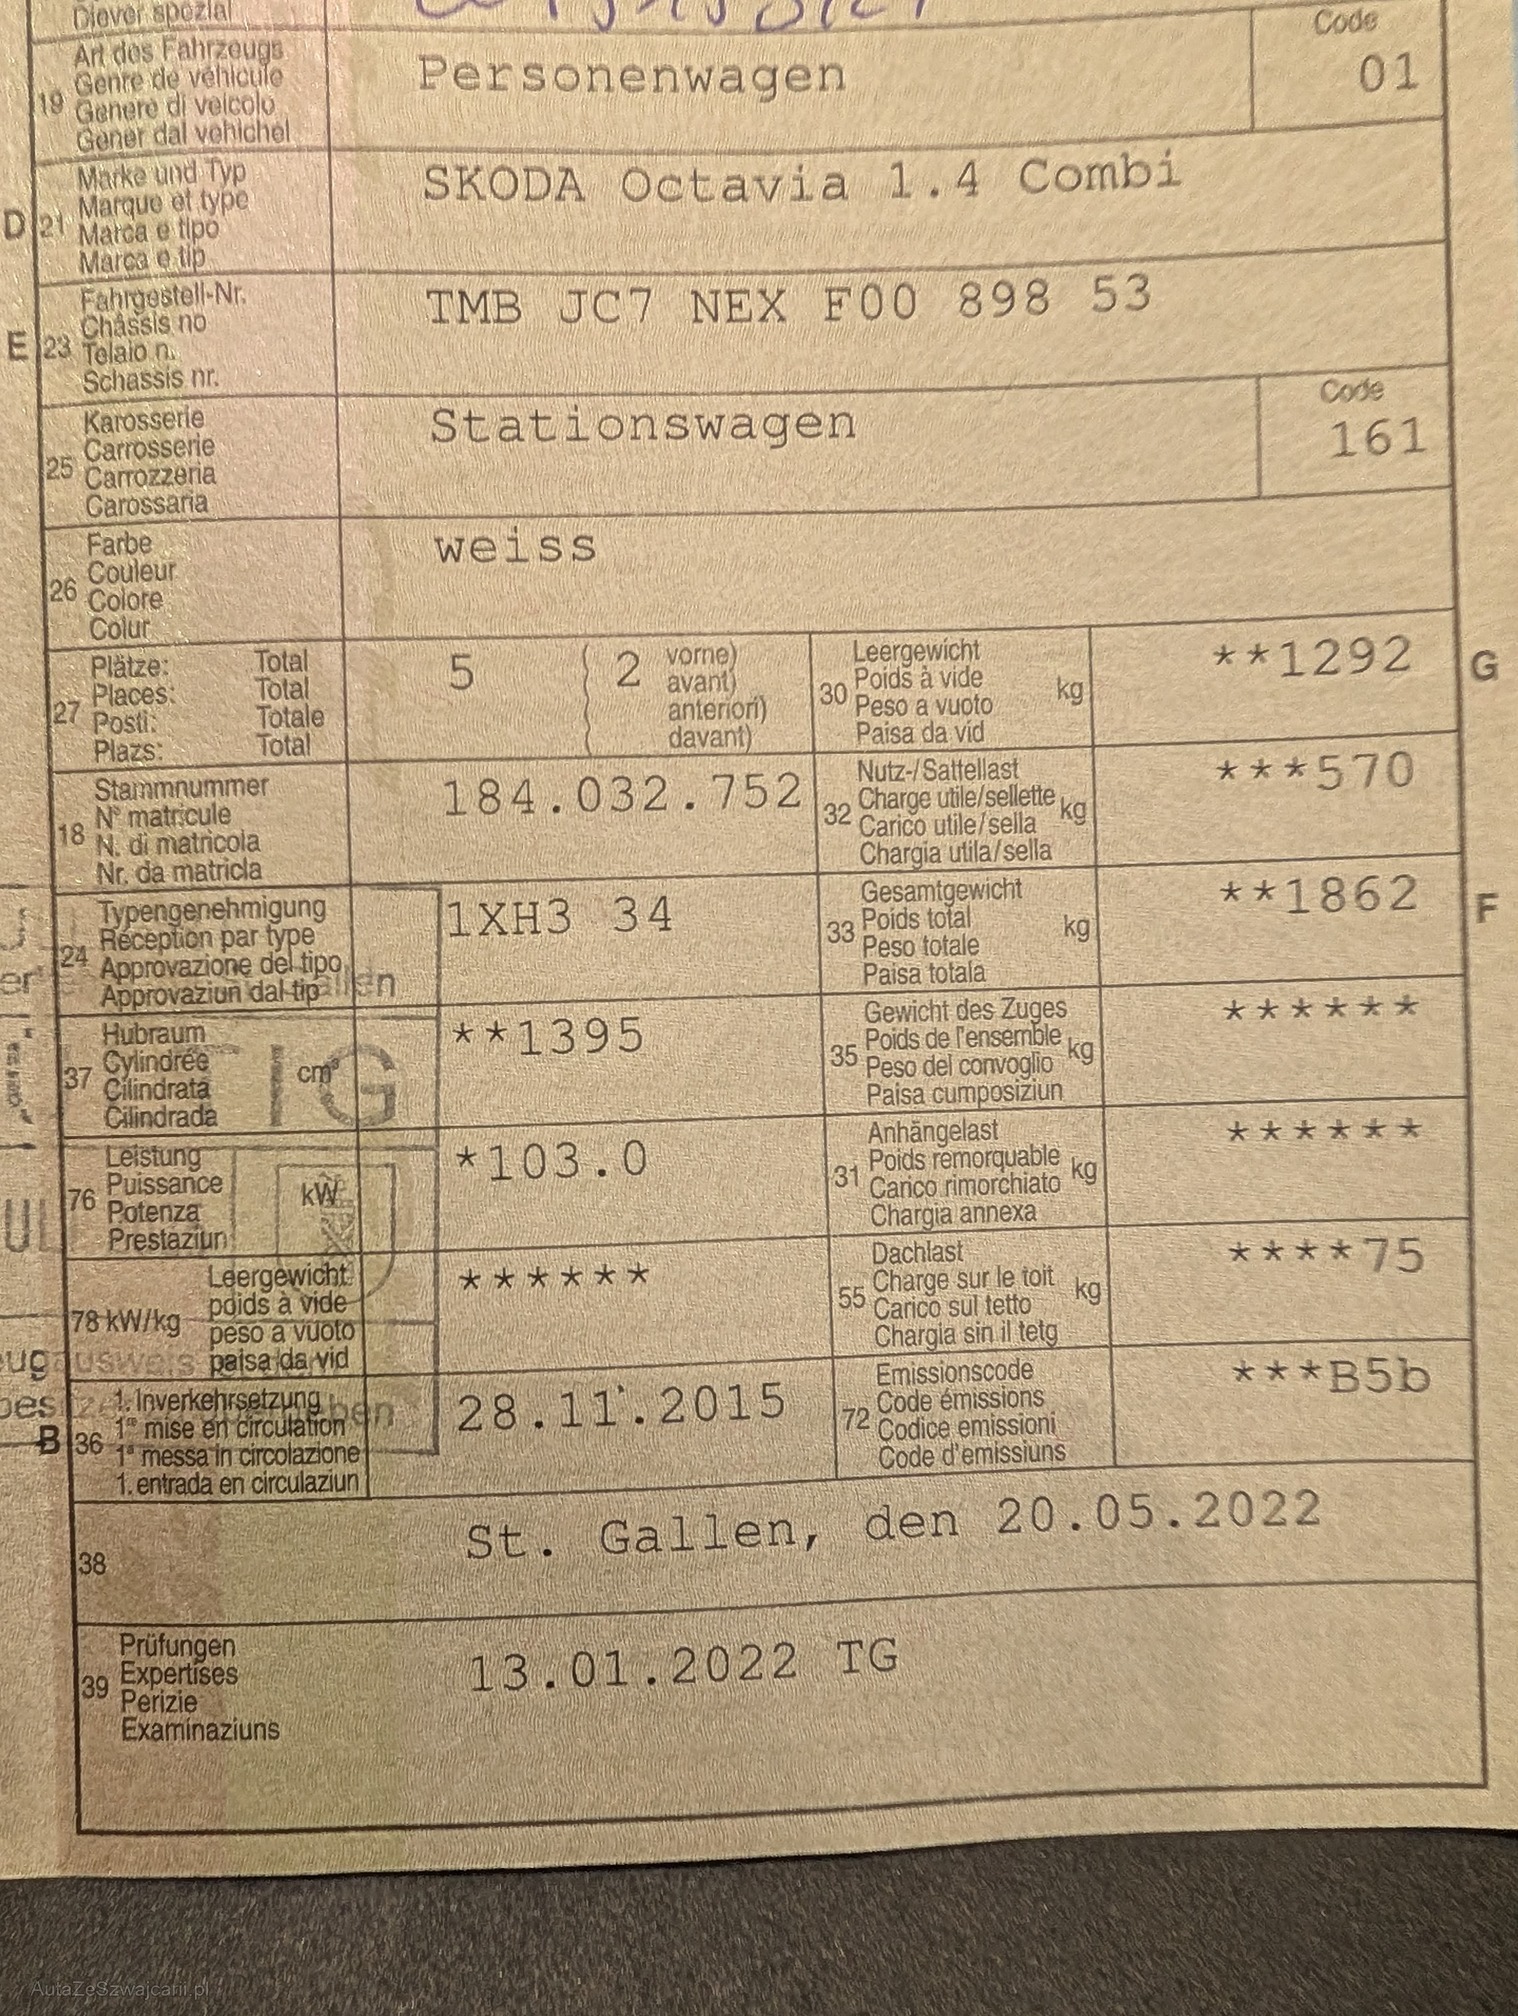 Diever spezial
19 Art des Fahrzeugs
Genre de véhicule
Genere di veicolo
Gener dal vehichel
Personenwagen
Code
01
D 21 Marke und Typ
Marque et type
Marca e tipo
Marca e tip
SKODA Octavia 1.4 Combi
E 23 Fahrgestell-Nr.
Châssis no
Telaio n.
Schassis nr.
TMB JC7 NEX F00 898 53
25 Karosserie
Carrosserie
Carrozzeria
Carossaria
Stationswagen
Code
161
26 Farbe
Couleur
Colore
Colur
weiss
27 Plätze: Total
Places: Total
Posti: Totale
Plazs: Total
5 ( 2 vorne)
avant)
anteriori)
davant)
30 Leergewicht
Poids à vide
Peso a vuoto
Paisa da vid
kg
**1292
G
18 Stammnummer
N° matricule
N. di matricola
Nr. da matricla
184.032.752
32 Nutz-/Sattellast
Charge utile/sellette
Carico utile/sella
Chargia utila/sella
kg
***570
24 Typengenehmigung
Réception par type
Approvazione del tipo
Approvaziun dal tip
1XH3 34
33 Gesamtgewicht
Poids total
Peso totale
Paisa totala
kg
**1862
F
37 Hubraum
Cylindrée
Cilindrata
Cilindrada
cm³
**1395
35 Gewicht des Zuges
Poids de l'ensemble
Peso del convoglio
Paisa cumposiziun
kg
******
76 Leistung
Puissance
Potenza
Prestaziun
kW
*103.0
31 Anhängelast
Poids remorquable
Carico rimorchiato
Chargia annexa
kg
******
78 kW/kg
Leergewicht
poids à vide
peso a vuoto
paisa da vid
******
55 Dachlast
Charge sur le toit
Carico sul tetto
Chargia sin il tetg
kg
****75
B 36 1. Inverkehrsetzung
1re mise en circulation
1a messa in circolazione
1. entrada en circulaziun
28.11.2015
72 Emissionscode
Code émissions
Codice emissioni
Code d'emissiuns
***B5b
38 St. Gallen, den 20.05.2022
39 Prüfungen
Expertises
Perizie
Examinaziuns
13.01.2022 TG
AutaZeSzwajcarii.pl